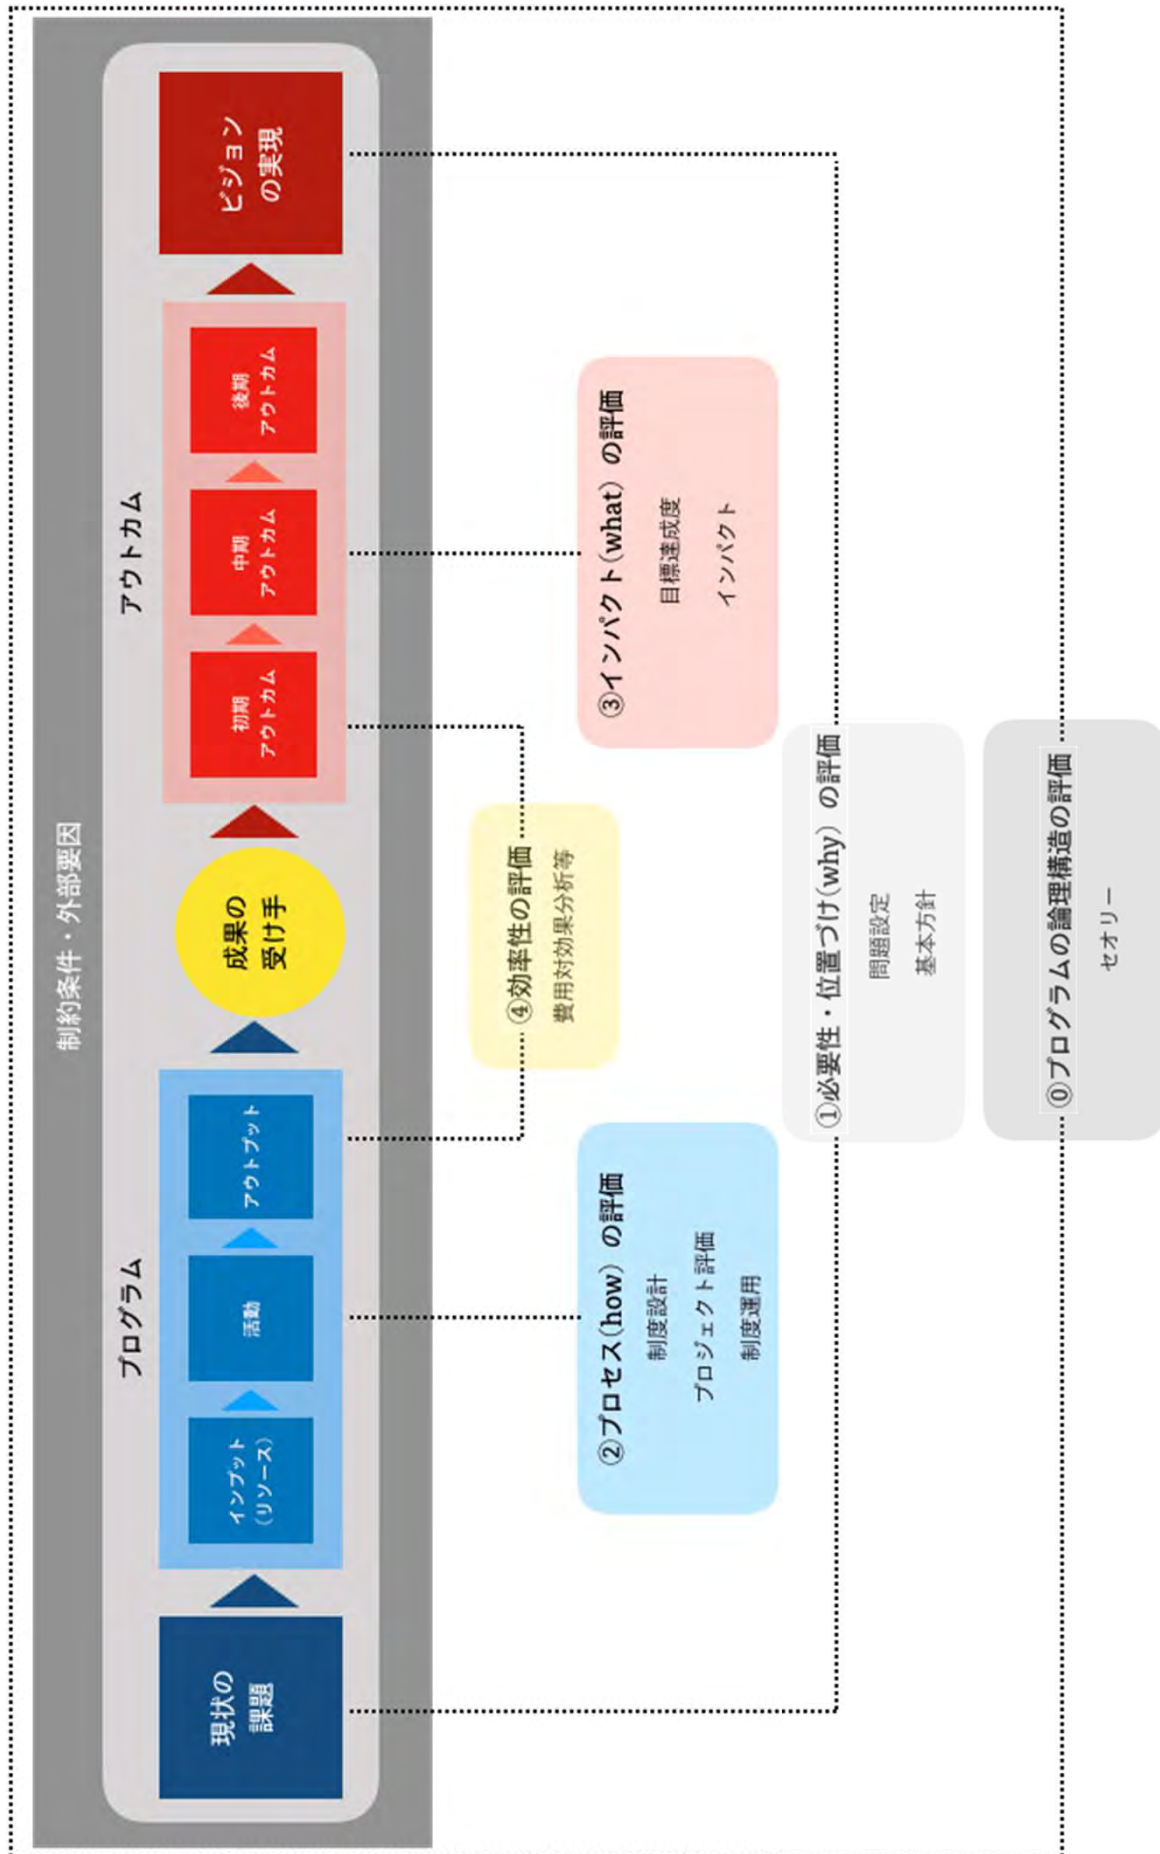 制約条件・外部要因
プログラム
アウトカム
現状の
課題
インプット
（リソース）
活動
アウトプット
成果の
受け手
初期
アウトカム
中期
アウトカム
後期
アウトカム
ビジョン
の実現
④効率性の評価
費用対効果分析等
②プロセス(how）の評価
制度設計
プロジェクト評価
制度運用
③インパクト(what）の評価
目標達成度
インパクト
①必要性・位置づけ(why）の評価
問題設定
基本方針
⓪プログラムの論理構造の評価
セオリー